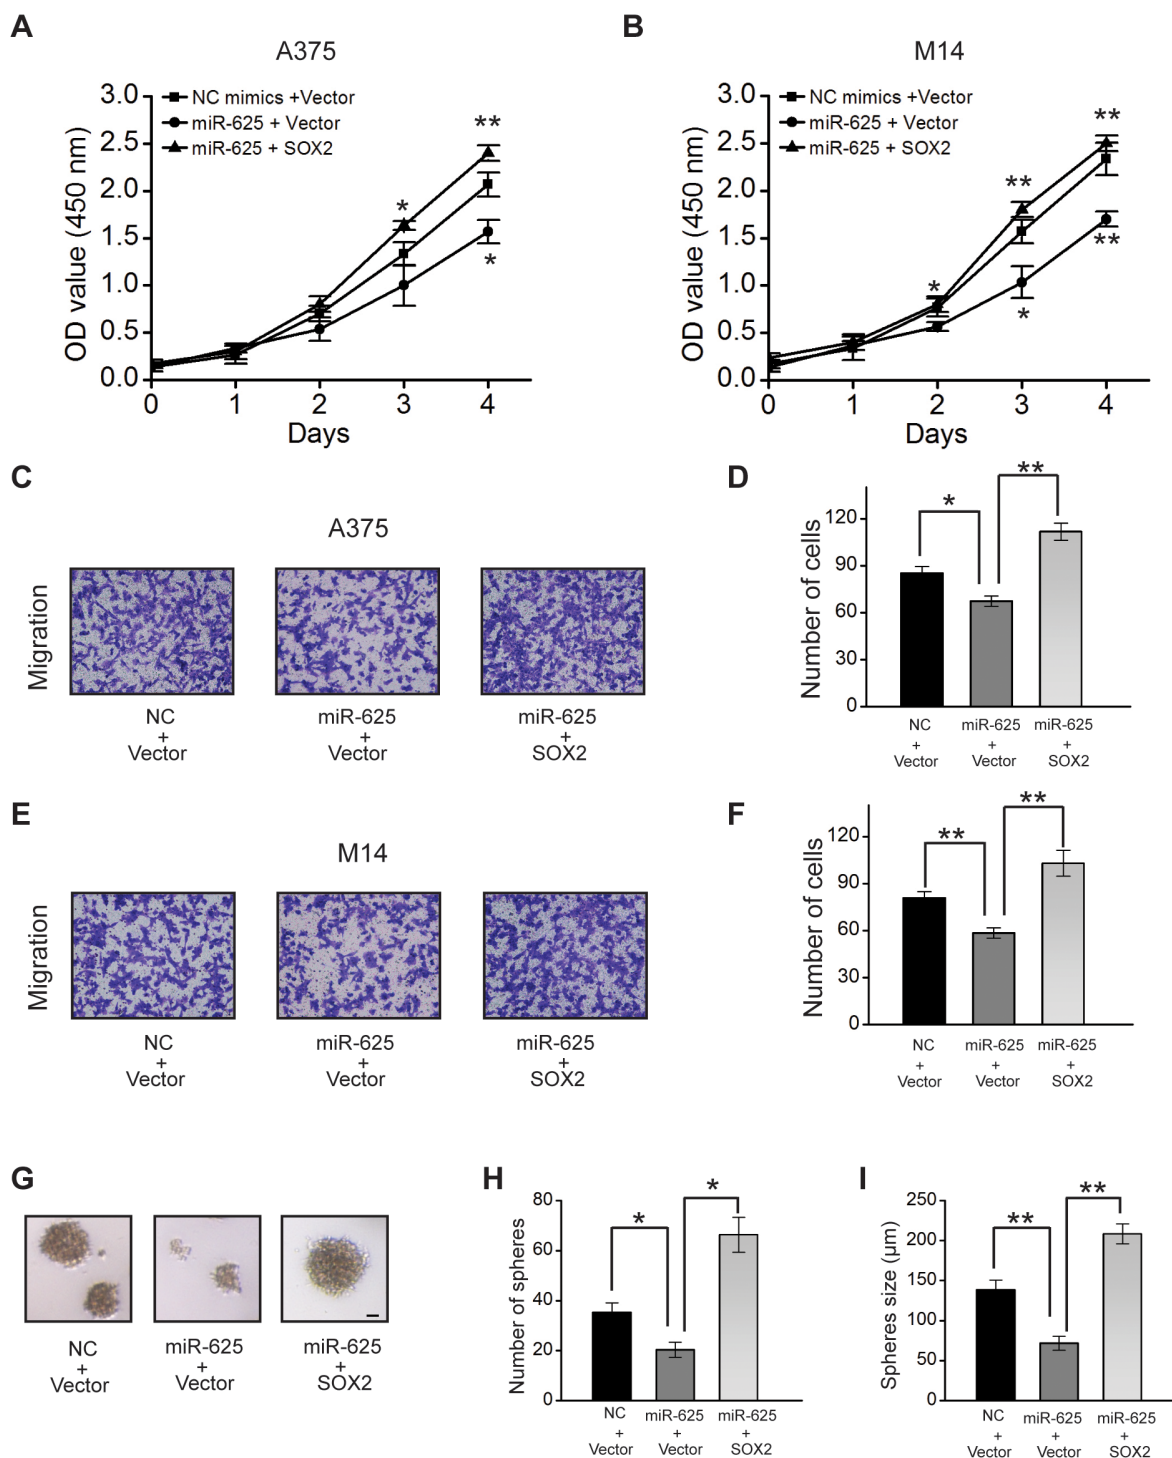 A
A375
3.0
2.5
2.0
1.5
1.0
0.5
0.0
OD value (450 nm)
NC mimics +Vector
miR-625 + Vector
miR-625 + SOX2
*
**
*
0 1 2 3 4
Days
B
M14
3.0
2.5
2.0
1.5
1.0
0.5
0.0
OD value (450 nm)
NC mimics +Vector
miR-625 + Vector
miR-625 + SOX2
*
**
**
*
**
0 1 2 3 4
Days
C
A375
Migration
NC
+
Vector
miR-625
+
Vector
miR-625
+
SOX2
D
Number of cells
120
90
60
30
0
*
**
NC
+
Vector
miR-625
+
Vector
miR-625
+
SOX2
E
M14
Migration
NC
+
Vector
miR-625
+
Vector
miR-625
+
SOX2
F
Number of cells
120
90
60
30
0
**
**
NC
+
Vector
miR-625
+
Vector
miR-625
+
SOX2
G
NC
+
Vector
miR-625
+
Vector
miR-625
+
SOX2
H
Number of spheres
80
60
40
20
0
*
*
NC
+
Vector
miR-625
+
Vector
miR-625
+
SOX2
I
Spheres size (μm)
250
200
150
100
50
0
**
**
NC
+
Vector
miR-625
+
Vector
miR-625
+
SOX2